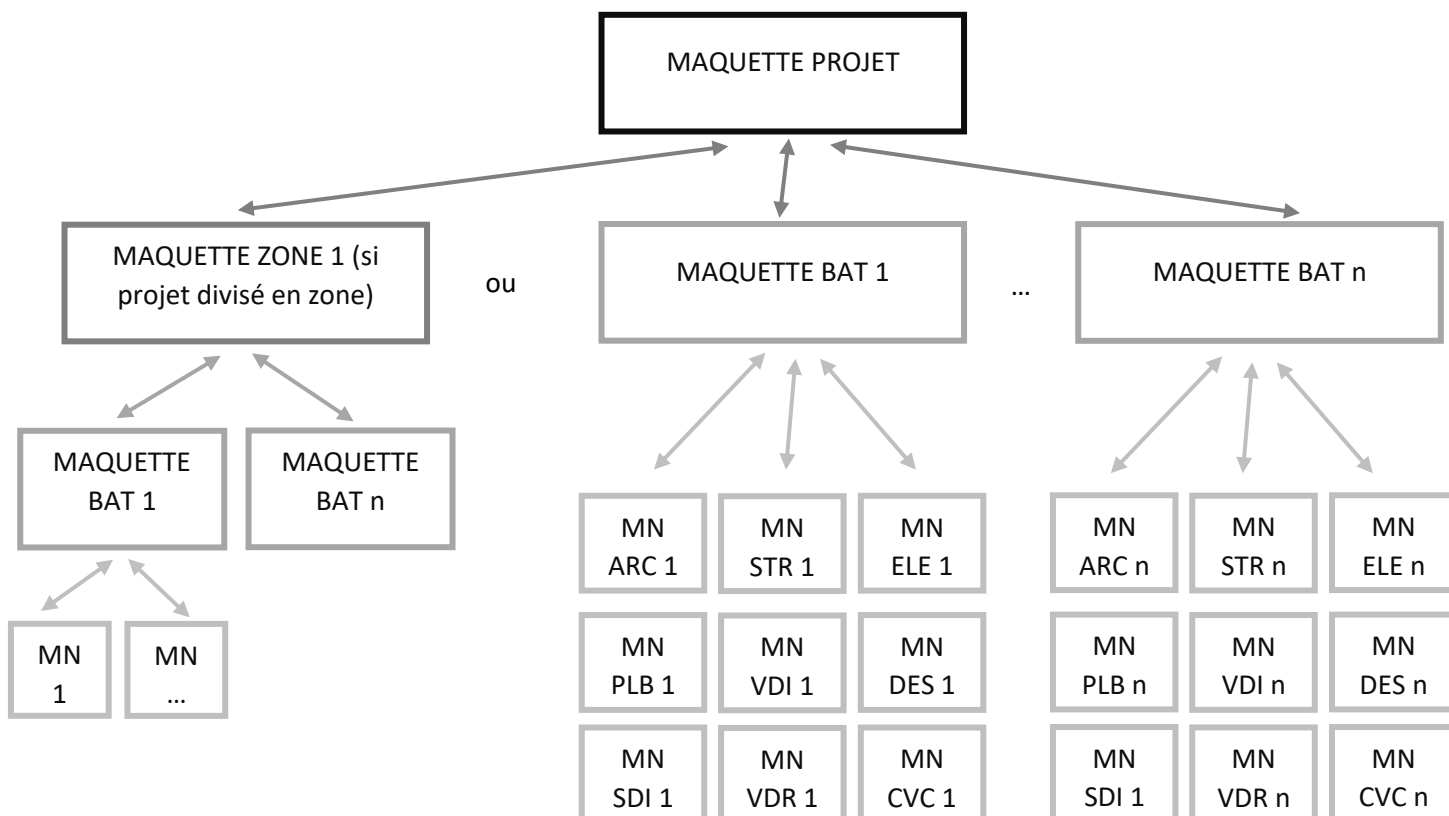 MAQUETTE PROJET
MAQUETTE ZONE 1 (si
projet divisé en zone)
ou
MAQUETTE BAT 1
...
MAQUETTE BAT n
MAQUETTE
BAT 1
MAQUETTE
BAT n
MN
1
MN
...
MN
ARC 1
MN
STR 1
MN
ELE 1
MN
PLB 1
MN
VDI 1
MN
DES 1
MN
SDI 1
MN
VDR 1
MN
CVC 1
MN
ARC n
MN
STR n
MN
ELE n
MN
PLB n
MN
VDI n
MN
DES n
MN
SDI 1
MN
VDR n
MN
CVC n